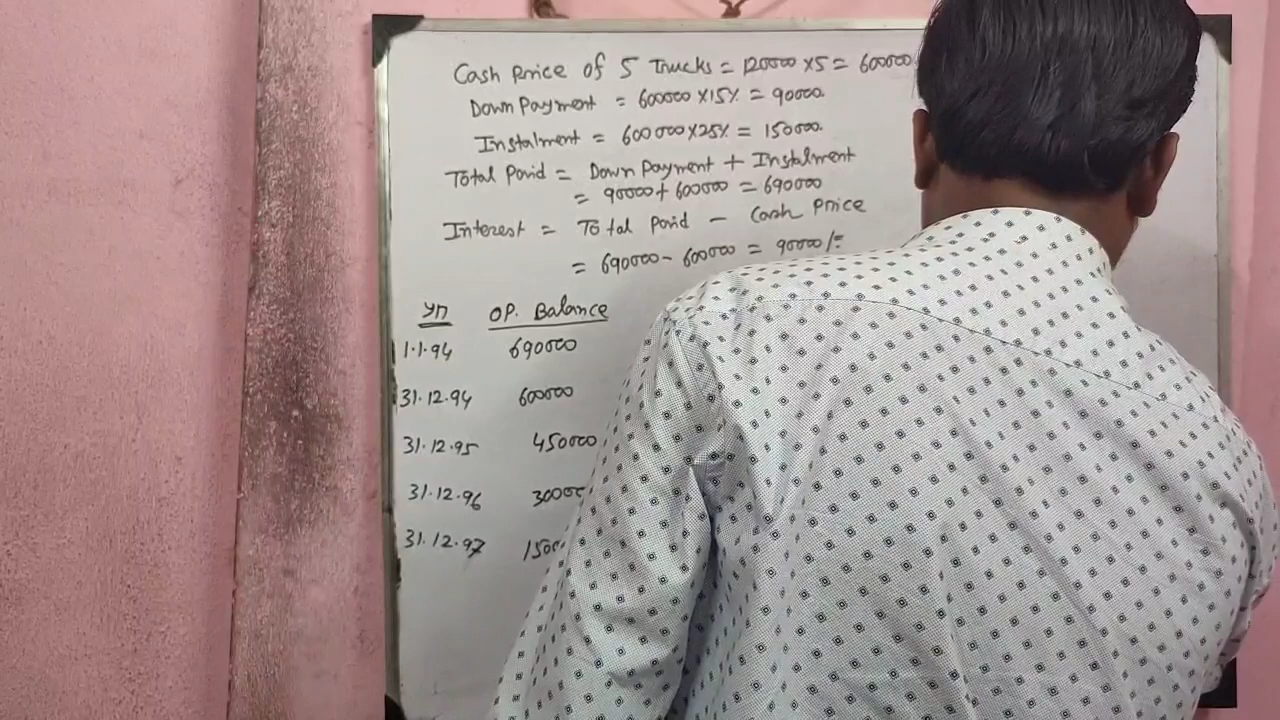 Cash Price of 5 Trucks = 120000 × 5 = 600000
Down Payment = 600000 × 15% = 90000.
Instalment = 600000 × 25% = 150000.
Total Paid = Down Payment + Instalment
= 90000 + 600000 = 690000
Interest = Total Paid - Cash Price
= 690000 - 600000 = 90000/=
Yr OP. Balance
1.1.94 690000
31.12.94 600000
31.12.95 450000
31.12.96 3000
31.12.97 150